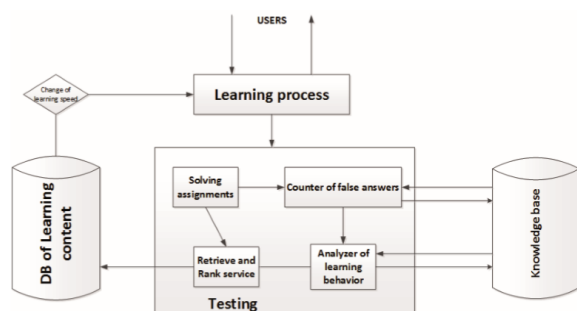 USERS
Change of
learning speed
Learning process
Solving
assignments
Counter of false answers
DB of Learning
content
Knowledge base
Retrieve and
Rank service
Analyzer of
learning
behavior
Testing